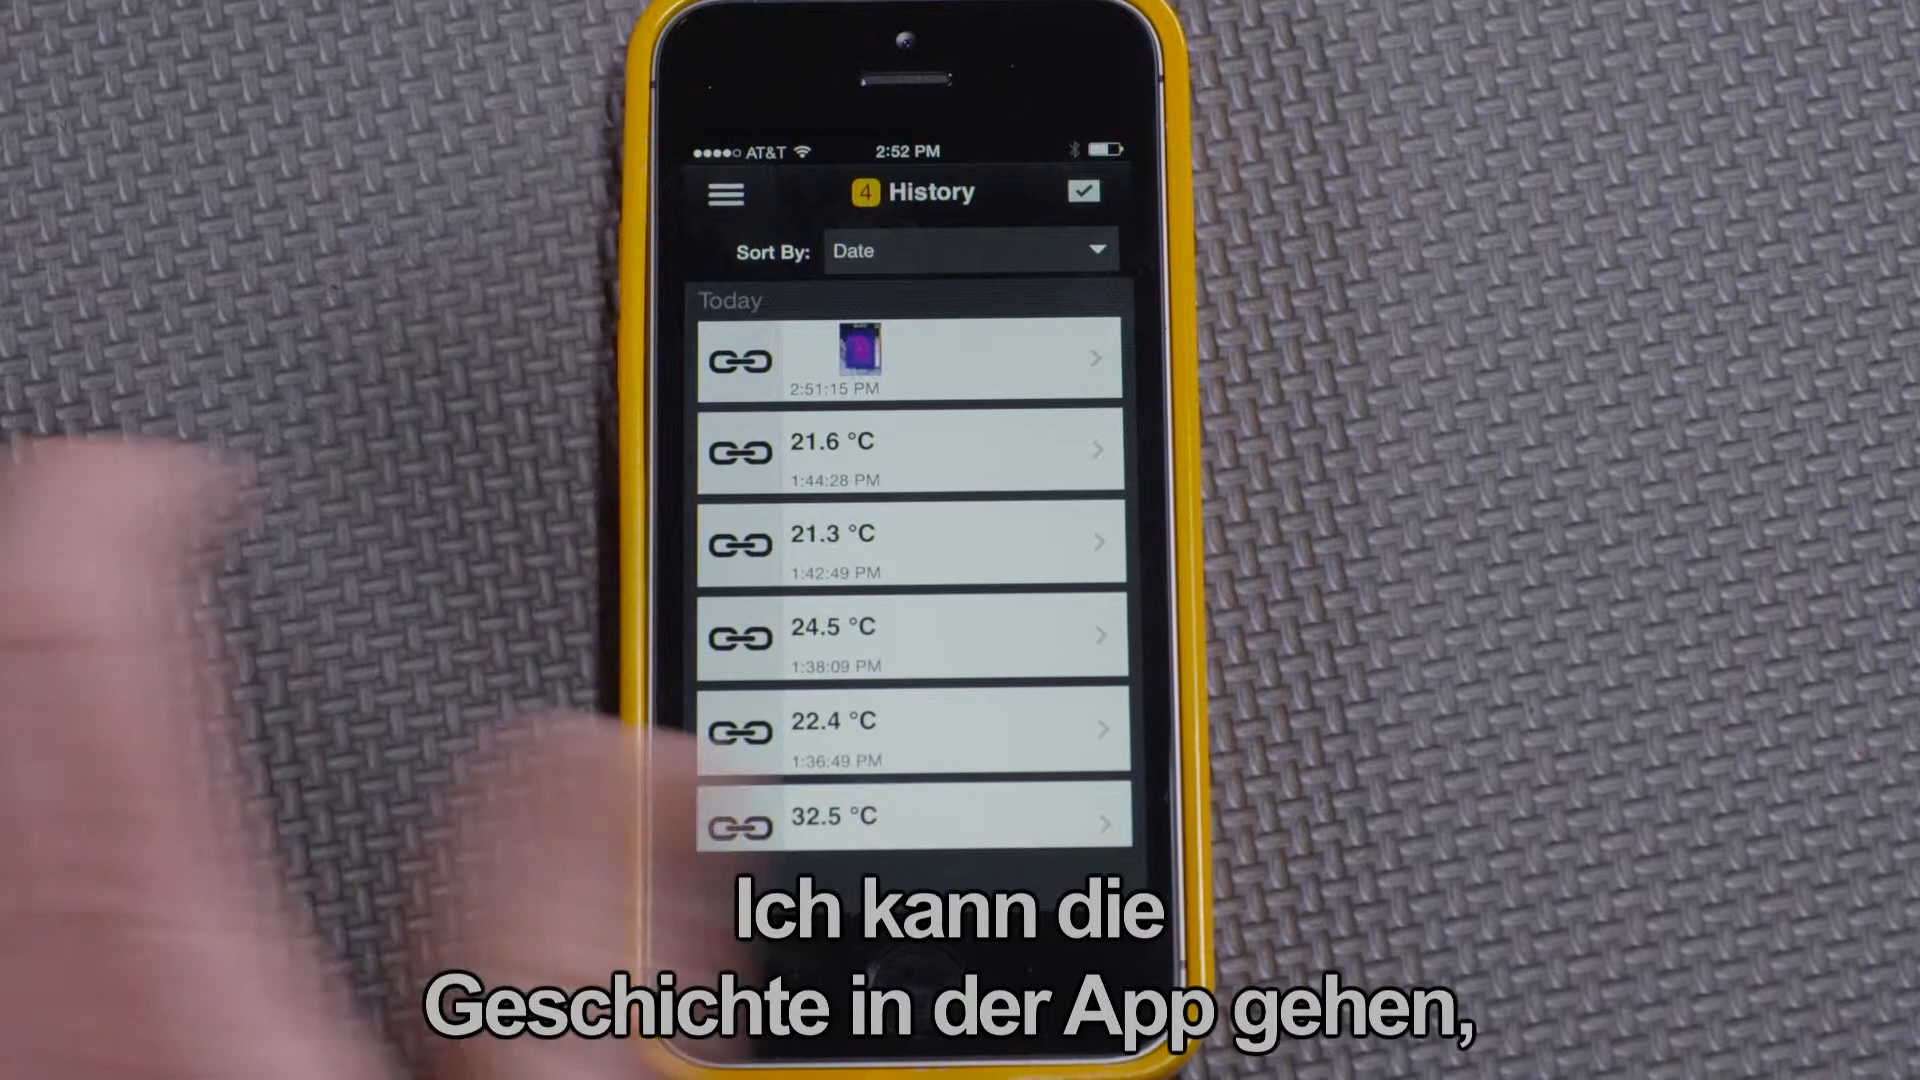 AT&T 2:52 PM
4 History
Sort By: Date
Today
2:51:15 PM
21.6 °C
1:44:28 PM
21.3 °C
1:42:49 PM
24.5 °C
1:38:09 PM
22.4 °C
1:36:49 PM
32.5 °C
Ich kann die
Geschichte in der App gehen,